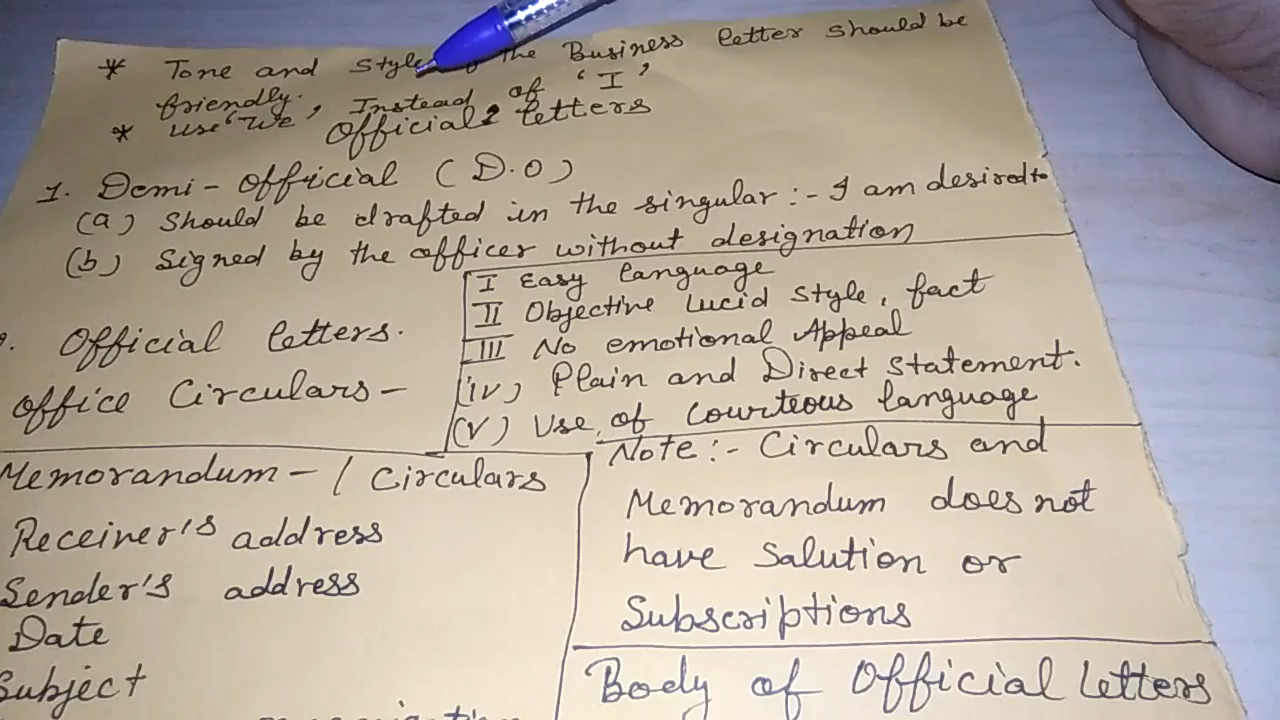 * Tone and Style the Business letter should be
friendly.
* use 'We', Instead of 'I'
Official letters
1. Demi - Official (D.O)
(a) Should be drafted in the singular :- I am desired to
(b) Signed by the officer without designation
I Easy language
II Objective Lucid style, fact
III No emotional Appeal
(iv) Plain and Direct Statement.
(V) Use of courteous language
Official letters.
office Circulars -
Memorandum - / Circulars
Receiver's address
Sender's address
Date
Subject
Note :- Circulars and
Memorandum does not
have Salution or
Subscriptions
Body of Official letters